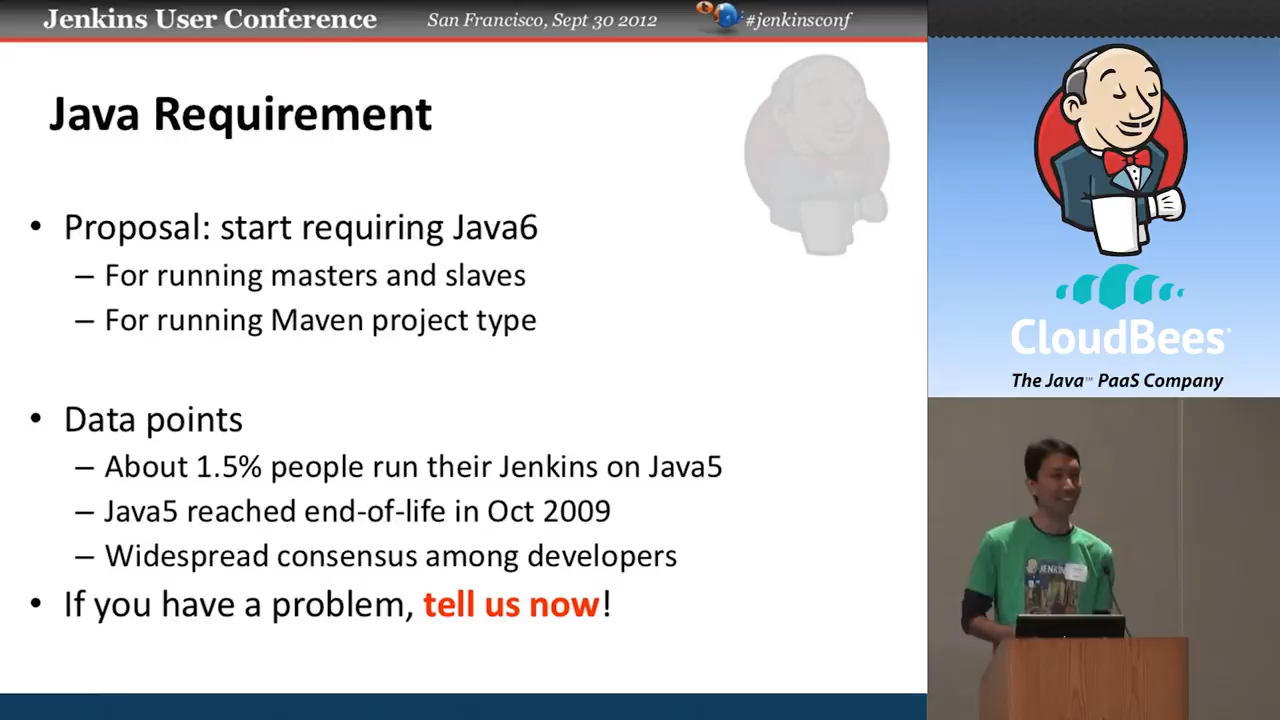 Jenkins User Conference San Francisco, Sept 30 2012 #jenkinsconf
Java Requirement
• Proposal: start requiring Java6
– For running masters and slaves
– For running Maven project type
• Data points
– About 1.5% people run their Jenkins on Java5
– Java5 reached end-of-life in Oct 2009
– Widespread consensus among developers
• If you have a problem, tell us now!
CloudBees®
The Java™ PaaS Company
JENKINS